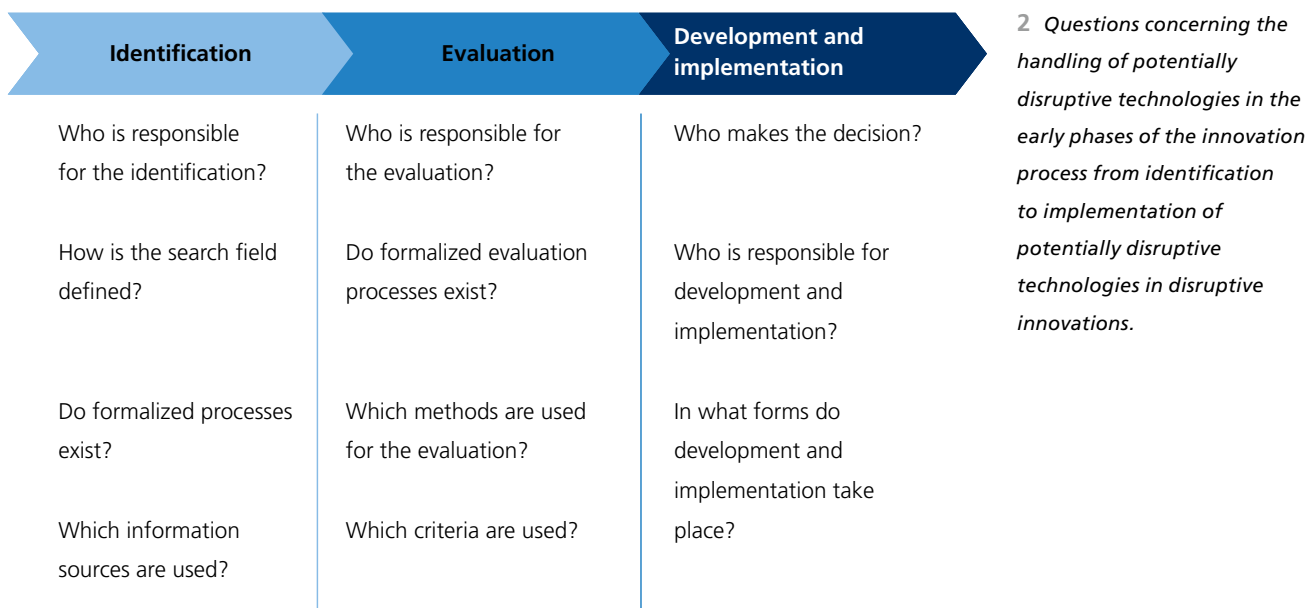 Identification
Evaluation
Development and
implementation
Who is responsible
for the identification?
How is the search field
defined?
Do formalized processes
exist?
Which information
sources are used?
Who is responsible for
the evaluation?
Do formalized evaluation
processes exist?
Which methods are used
for the evaluation?
Which criteria are used?
Who makes the decision?
Who is responsible for
development and
implementation?
In what forms do
development and
implementation take
place?
2 Questions concerning the
handling of potentially
disruptive technologies in the
early phases of the innovation
process from identification
to implementation of
potentially disruptive
technologies in disruptive
innovations.